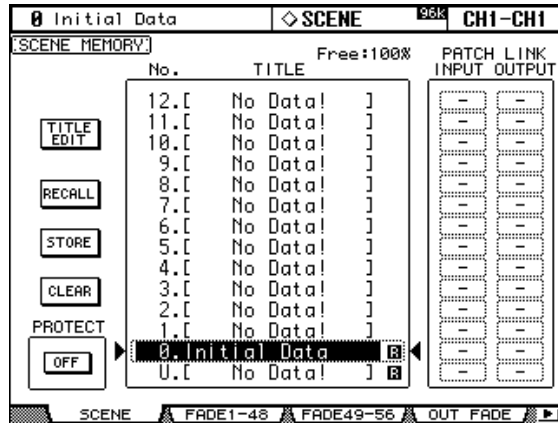 0 Initial Data ◇SCENE 96K CH1-CH1
SCENE MEMORY Free:100% PATCH LINK
No. TITLE INPUT OUTPUT
12.[ No Data! ] - -
TITLE EDIT 11.[ No Data! ] - -
10.[ No Data! ] - -
9.[ No Data! ] - -
RECALL 8.[ No Data! ] - -
7.[ No Data! ] - -
6.[ No Data! ] - -
STORE 5.[ No Data! ] - -
4.[ No Data! ] - -
CLEAR 3.[ No Data! ] - -
2.[ No Data! ] - -
PROTECT 1.[ No Data! ] - -
OFF 0.Initial Data R - -
U.[ No Data! ] R - -
SCENE FADE1-48 FADE49-56 OUT FADE